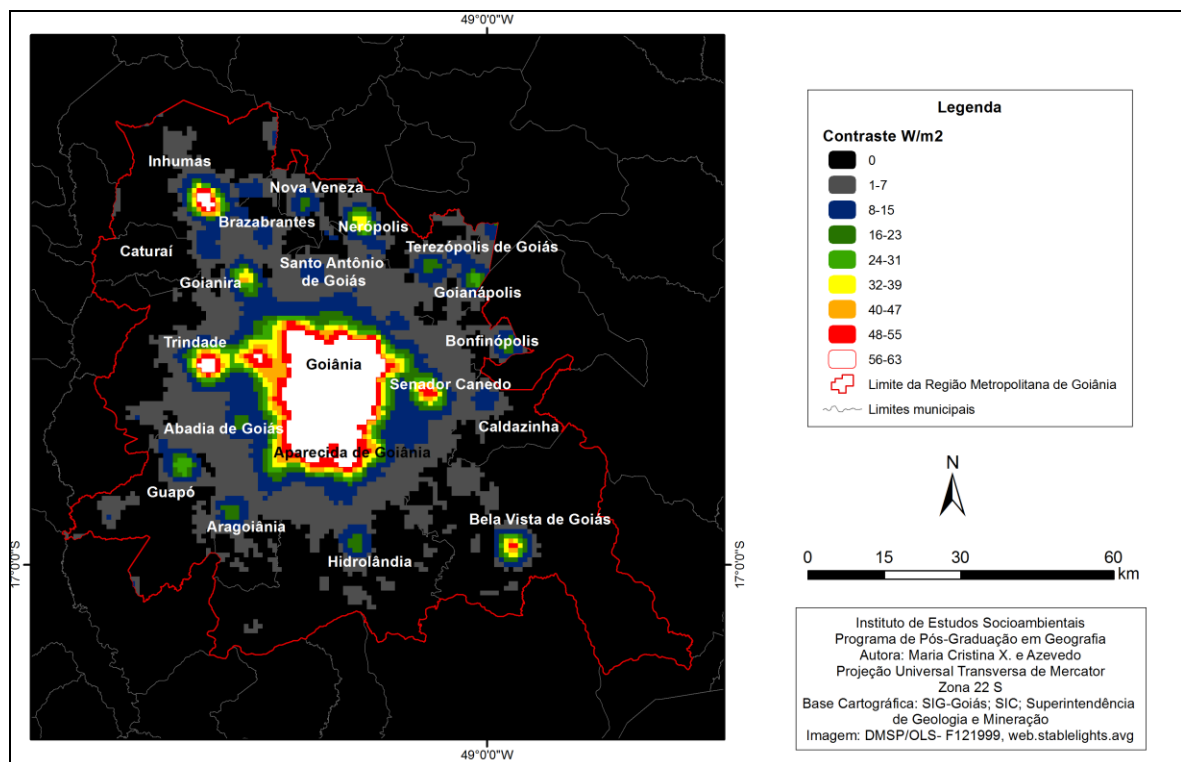 49°0'0"W
Inhumas
Nova Veneza
Brazabrantes
Nerópolis
Caturaí
Terezópolis de Goiás
Santo Antônio
de Goiás
Goianira
Goianápolis
Trindade
Bonfinópolis
Goiânia
Senador Canedo
Abadia de Goiás
Caldazinha
Aparecida de Goiânia
Guapó
Aragoiânia
Bela Vista de Goiás
Hidrolândia
17°0'0"S
17°0'0"S
49°0'0"W
Legenda
Contraste W/m2
0
1-7
8-15
16-23
24-31
32-39
40-47
48-55
56-63
Limite da Região Metropolitana de Goiânia
Limites municipais
N
0 15 30 60
km
Instituto de Estudos Socioambientais
Programa de Pós-Graduação em Geografia
Autora: Maria Cristina X. e Azevedo
Projeção Universal Transversa de Mercator
Zona 22 S
Base Cartográfica: SIG-Goiás; SIC; Superintendência
de Geologia e Mineração
Imagem: DMSP/OLS- F121999, web.stablelights.avg